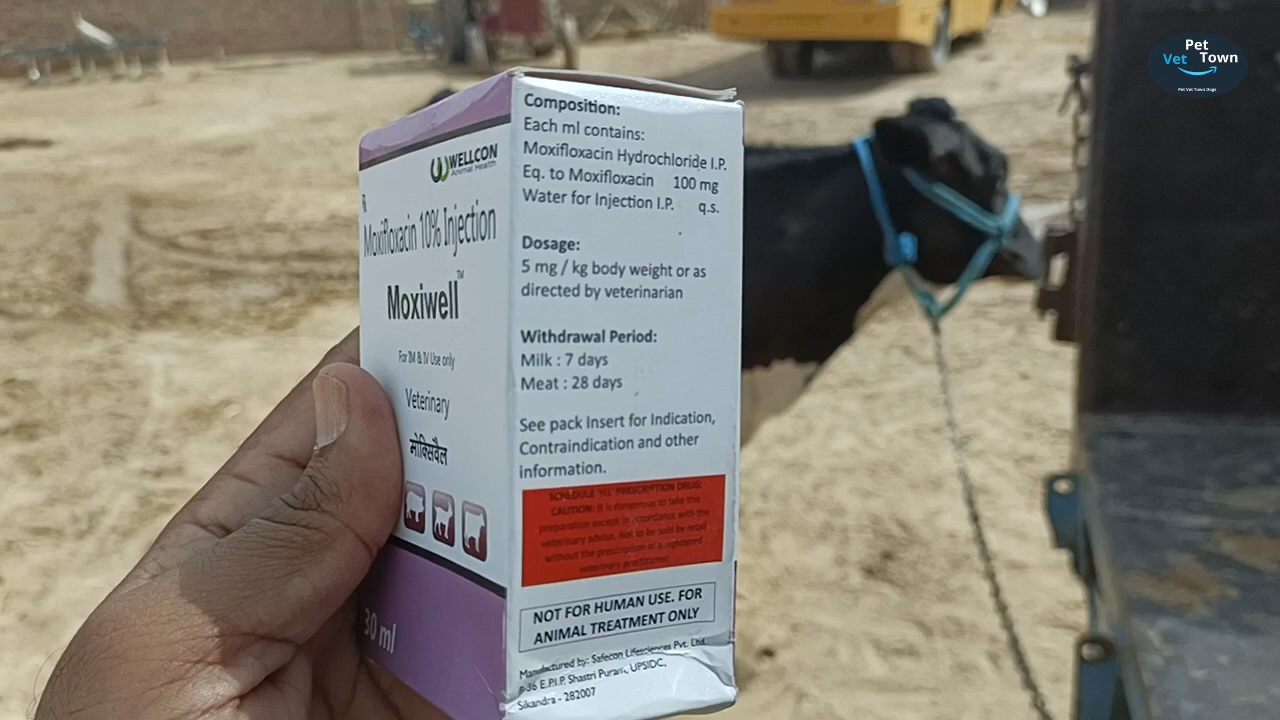 WELLCON
Animal Health
Rx
Moxifloxacin 10% Injection
Moxiwell™
For IM & IV Use only
Veterinary
मोक्सिवैल
30 ml
Composition:
Each ml contains:
Moxifloxacin Hydrochloride I.P.
Eq. to Moxifloxacin 100 mg
Water for Injection I.P. q.s.
Dosage:
5 mg / kg body weight or as
directed by veterinarian
Withdrawal Period:
Milk : 7 days
Meat : 28 days
See pack Insert for Indication,
Contraindication and other
information.
SCHEDULE "H1" PRESCRIPTION DRUG:
CAUTION: It is dangerous to take this
preparation except in accordance with the
veterinary advise. Not to be sold by retail
without the prescription of a registered
veterinary practitioner
NOT FOR HUMAN USE. FOR
ANIMAL TREATMENT ONLY
Manufactured by: Safecon Lifesciences Pvt. Ltd.
E.P.I.P. Shastri Puram, UPSIDC,
Sikandra - 282007
Pet
Vet Town
Pet Vet Town Dogs